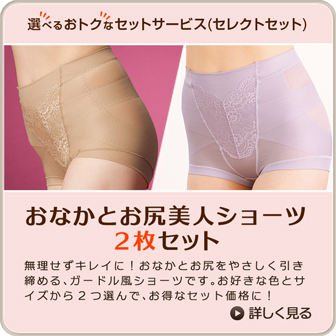 選べるおトクなセットサービス(セレクトセット)
おなかとお尻美人ショーツ
2枚セット
無理せずキレイに！おなかとお尻をやさしく引き
締める、ガードル風ショーツです。お好きな色とサ
イズから２つ選んで、お得なセット価格に！
詳しく見る